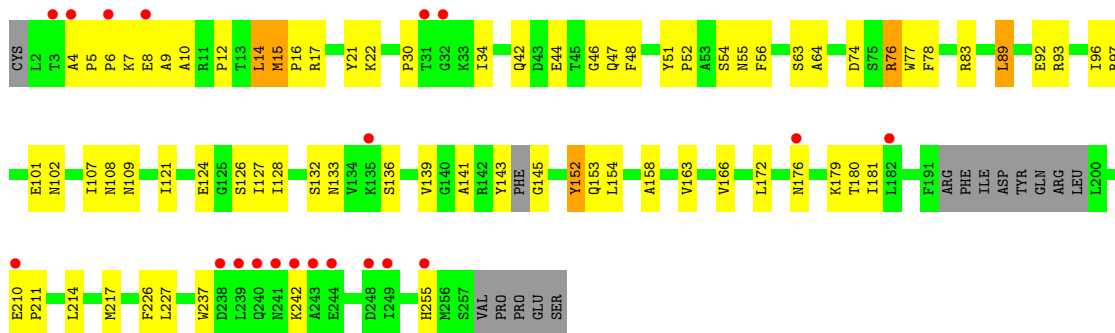 CYS L2 T3 A4 P5 P6 K7 E8 A9 A10 R11 P12 T13 L14 M15 P16 R17 Y21 K22 P30 T31 G32 K33 I34 Q42 D43 E44 T45 G46 Q47 F48 Y51 P52 A53 S54 N55 F56 S63 A64 D74 S75 R76 W77 F78 R83 L89 E92 R93 I96 R97
E101 N102 I107 N108 N109 I121 E124 G125 S126 I127 I128 S132 N133 V134 K135 S136 V139 G140 A141 R142 Y143 PHE G145 Y152 Q153 L154 A158 V163 V166 L172 N176 K179 T180 I181 L182 F191 ARG PHE ILE ASP TYR GLN ARG LEU L200
E210 P211 L214 M217 F226 L227 W237 D238 L239 Q240 N241 K242 A243 E244 D248 I249 H255 M256 S257 VAL PRO PRO GLU SER